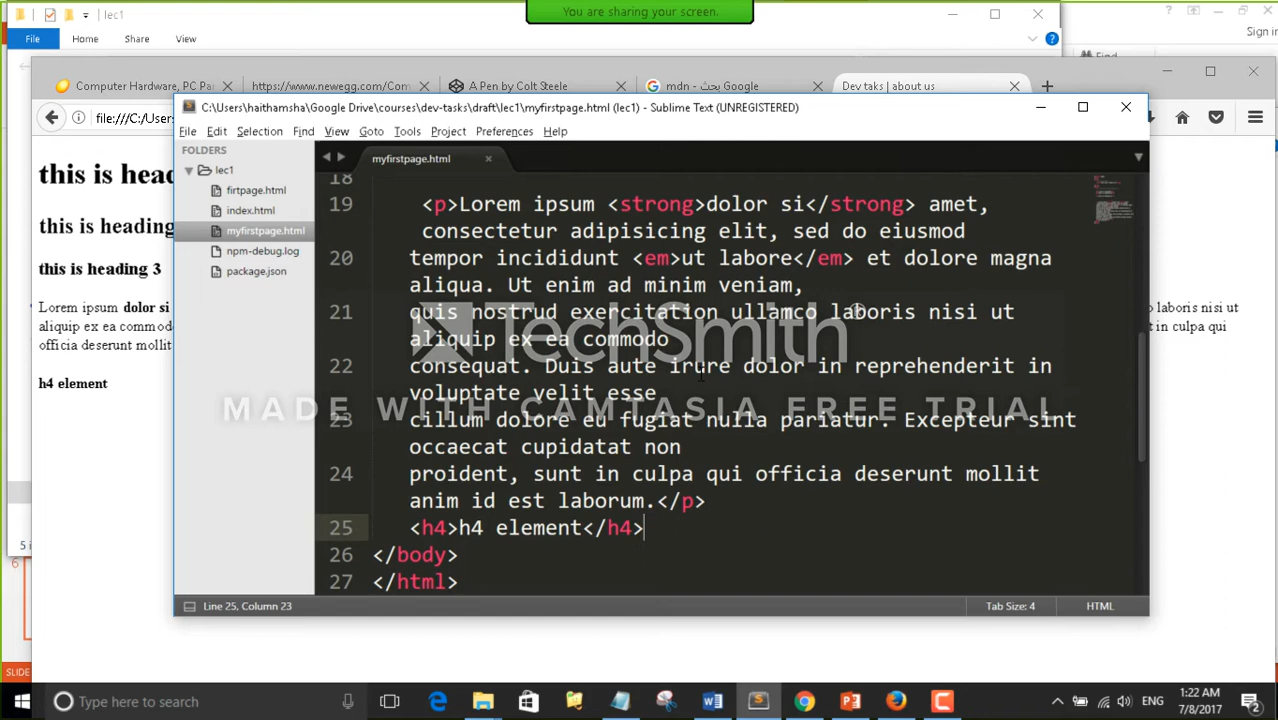 You are sharing your screen.
lec1
File
Home
Share
View
Find
Sign in
Computer Hardware, PC Pa
https://www.newegg.com/Com
A Pen by Colt Steele
mdn - بحث Google
Dev taks | about us
file:///C:/Users
C:\Users\haithamsha\Google Drive\courses\dev-tasks\draft\lec1\myfirstpage.html (lec1) - Sublime Text (UNREGISTERED)
File Edit Selection Find View Goto Tools Project Preferences Help
FOLDERS
lec1
firtpage.html
index.html
myfirstpage.html
npm-debug.log
package.json
myfirstpage.html
18
19 <p>Lorem ipsum <strong>dolor si</strong> amet,
consectetur adipisicing elit, sed do eiusmod
20 tempor incididunt <em>ut labore</em> et dolore magna
aliqua. Ut enim ad minim veniam,
21 quis nostrud exercitation ullamco laboris nisi ut
aliquip ex ea commodo
22 consequat. Duis aute irure dolor in reprehenderit in
voluptate velit esse
23 cillum dolore eu fugiat nulla pariatur. Excepteur sint
occaecat cupidatat non
24 proident, sunt in culpa qui officia deserunt mollit
anim id est laborum.</p>
25 <h4>h4 element</h4>
26 </body>
27 </html>
Line 25, Column 23
Tab Size: 4
HTML
TechSmith
MADE WITH CAMTASIA FREE TRIAL
this is head
this is heading
this is heading 3
Lorem ipsum dolor si
aliquip ex ea commod
officia deserunt mollit
h4 element
o laboris nisi ut
t in culpa qui
5 i
6
SLIDE
Type here to search
ENG
1:22 AM
7/8/2017
2